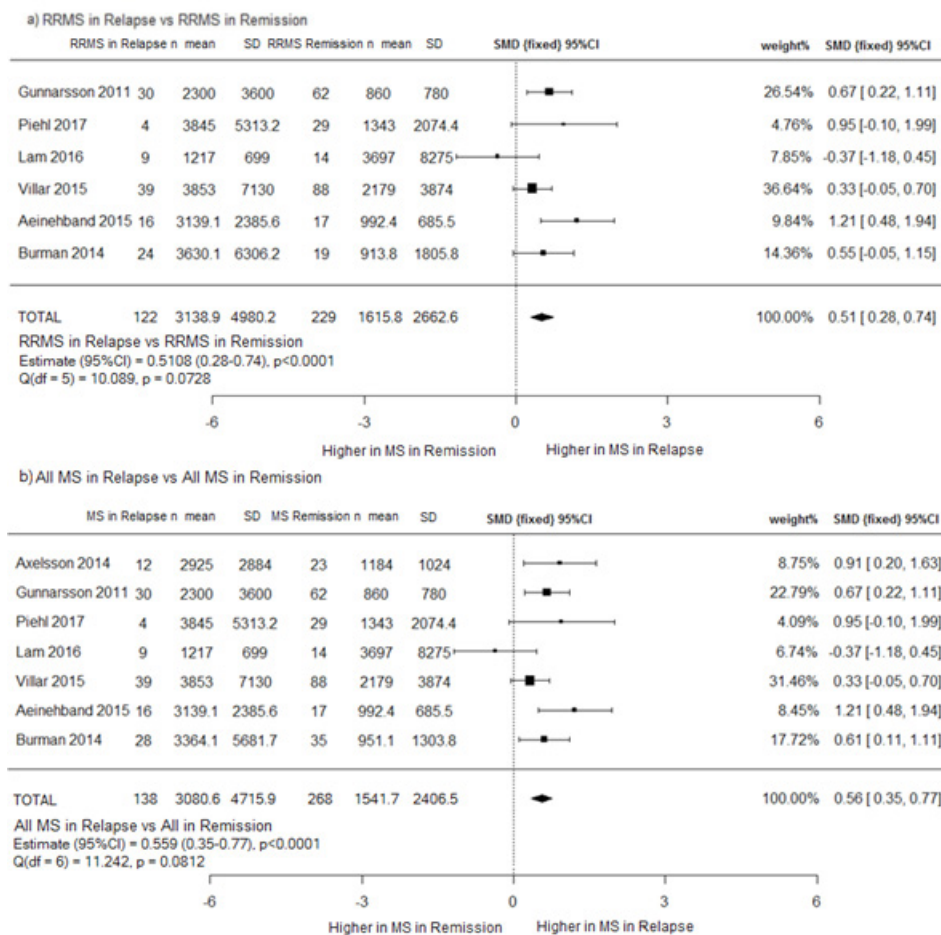 a) RRMS in Relapse vs RRMS in Remission
RRMS in Relapse n mean SD RRMS Remission n mean SD SMD (fixed) 95%CI weight% SMD (fixed) 95%CI
Gunnarsson 2011 30 2300 3600 62 860 780 26.54% 0.67 [ 0.22, 1.11]
Piehl 2017 4 3845 5313.2 29 1343 2074.4 4.76% 0.95 [-0.10, 1.99]
Lam 2016 9 1217 699 14 3697 8275 7.85% -0.37 [-1.18, 0.45]
Villar 2015 39 3853 7130 88 2179 3874 36.64% 0.33 [-0.05, 0.70]
Aeinehband 2015 16 3139.1 2385.6 17 992.4 685.5 9.84% 1.21 [ 0.48, 1.94]
Burman 2014 24 3630.1 6306.2 19 913.8 1805.8 14.36% 0.55 [-0.05, 1.15]
TOTAL 122 3138.9 4980.2 229 1615.8 2662.6 100.00% 0.51 [ 0.28, 0.74]
RRMS in Relapse vs RRMS in Remission
Estimate (95%CI) = 0.5108 (0.28-0.74), p<0.0001
Q(df = 5) = 10.089, p = 0.0728
-6 -3 0 3 6
Higher in MS in Remission Higher in MS in Relapse
b) All MS in Relapse vs All MS in Remission
MS in Relapse n mean SD MS Remission n mean SD SMD (fixed) 95%CI weight% SMD (fixed) 95%CI
Axelsson 2014 12 2925 2884 23 1184 1024 8.75% 0.91 [ 0.20, 1.63]
Gunnarsson 2011 30 2300 3600 62 860 780 22.79% 0.67 [ 0.22, 1.11]
Piehl 2017 4 3845 5313.2 29 1343 2074.4 4.09% 0.95 [-0.10, 1.99]
Lam 2016 9 1217 699 14 3697 8275 6.74% -0.37 [-1.18, 0.45]
Villar 2015 39 3853 7130 88 2179 3874 31.46% 0.33 [-0.05, 0.70]
Aeinehband 2015 16 3139.1 2385.6 17 992.4 685.5 8.45% 1.21 [ 0.48, 1.94]
Burman 2014 28 3364.1 5681.7 35 951.1 1303.8 17.72% 0.61 [ 0.11, 1.11]
TOTAL 138 3080.6 4715.9 268 1541.7 2406.5 100.00% 0.56 [ 0.35, 0.77]
All MS in Relapse vs All in Remission
Estimate (95%CI) = 0.559 (0.35-0.77), p<0.0001
Q(df = 6) = 11.242, p = 0.0812
-6 -3 0 3 6
Higher in MS in Remission Higher in MS in Relapse